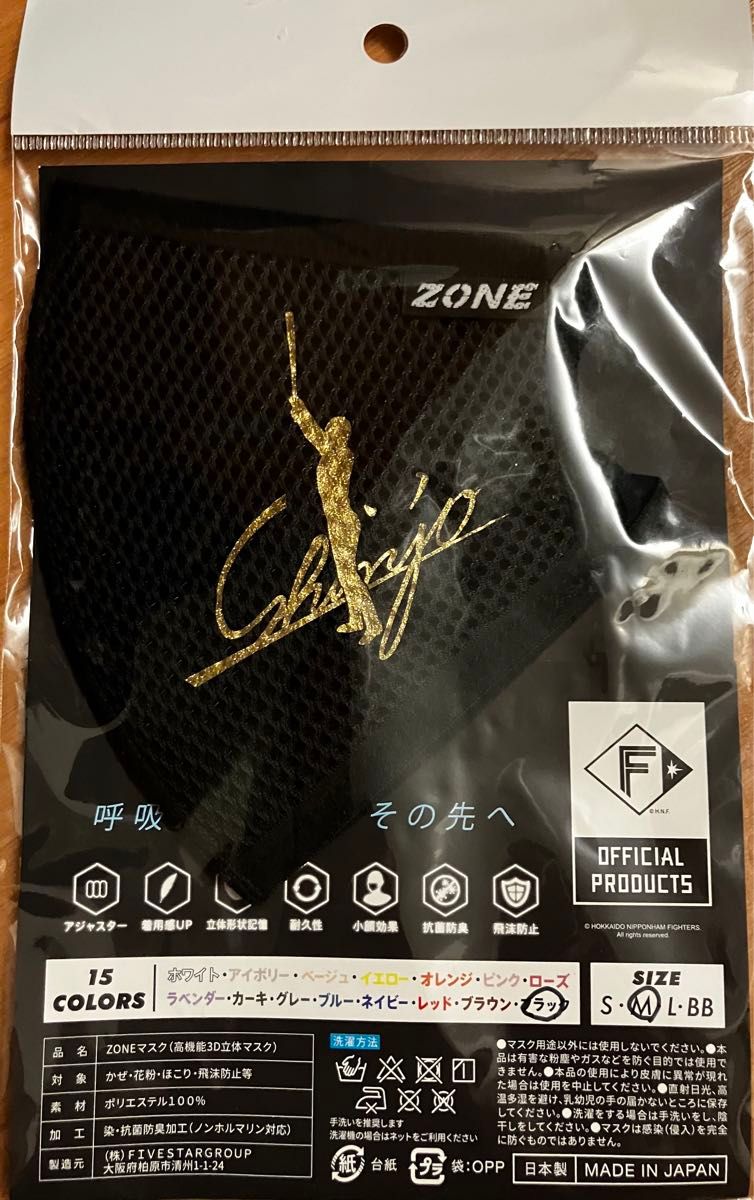 ZONE
Shinjo
呼吸 その先へ
F
© H.N.F.
OFFICIAL
PRODUCTS
アジャスター 着用感UP 立体形状記憶 耐久性 小顔効果 抗菌防臭 飛沫防止
© HOKKAIDO NIPPONHAM FIGHTERS.
All rights reserved.
15
COLORS
ホワイト・アイボリー・ベージュ・イエロー・オレンジ・ピンク・ローズ
ラベンダー・カーキ・グレー・ブルー・ネイビー・レッド・ブラウン・ブラック
SIZE
S・M・L・BB
品 名 ZONEマスク(高機能3D立体マスク)
対 象 かぜ・花粉・ほこり・飛沫防止等
素 材 ポリエステル100%
加 工 染・抗菌防臭加工(ノンホルマリン対応)
製造元 (株)FIVESTARGROUP
大阪府柏原市清州1-1-24
洗濯方法
手洗いを推奨します
洗濯機の場合はネットをご利用ください
紙 台紙 プラ 袋:OPP
●マスク用途以外には使用しないでください。●本
品は有害な粉塵やガスなどを防ぐ目的では使用で
きません。●本品の使用により皮膚に異常が現れ
た場合は使用を中止してください。●直射日光、高
温多湿を避け、乳幼児の手の届かないところに保存
してください。●洗濯をする場合は手洗いをし、陰
干しをしてください。●マスクは感染(侵入)を完全
に防ぐものではありません。
日本製 MADE IN JAPAN